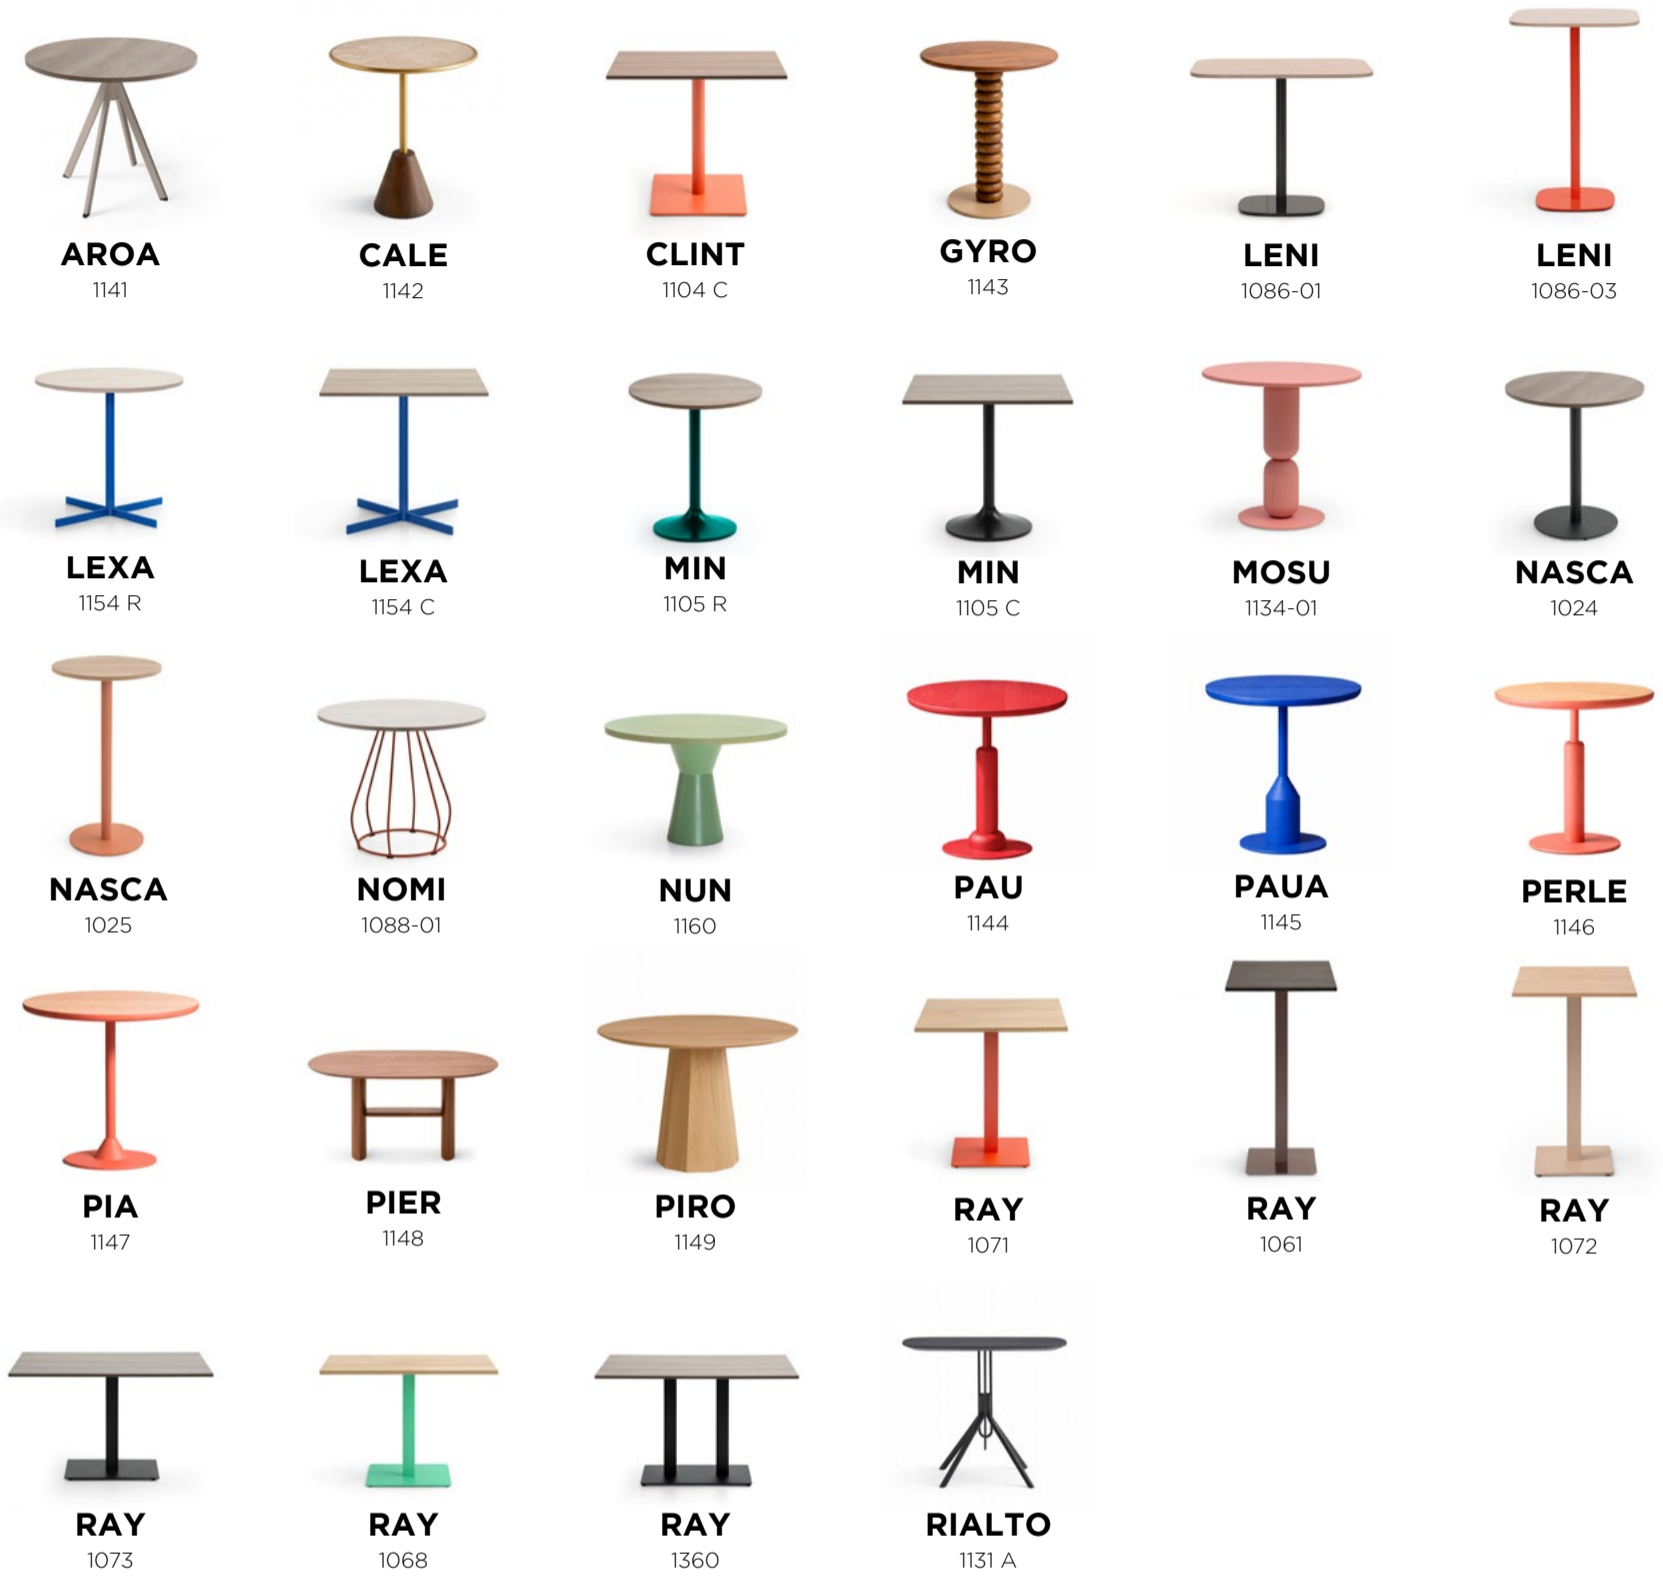 AROA
1141
CALE
1142
CLINT
1104 C
GYRO
1143
LENI
1086-01
LENI
1086-03
LEXA
1154 R
LEXA
1154 C
MIN
1105 R
MIN
1105 C
MOSU
1134-01
NASCA
1024
NASCA
1025
NOMI
1088-01
NUN
1160
PAU
1144
PAUA
1145
PERLE
1146
PIA
1147
PIER
1148
PIRO
1149
RAY
1071
RAY
1061
RAY
1072
RAY
1073
RAY
1068
RAY
1360
RIALTO
1131 A